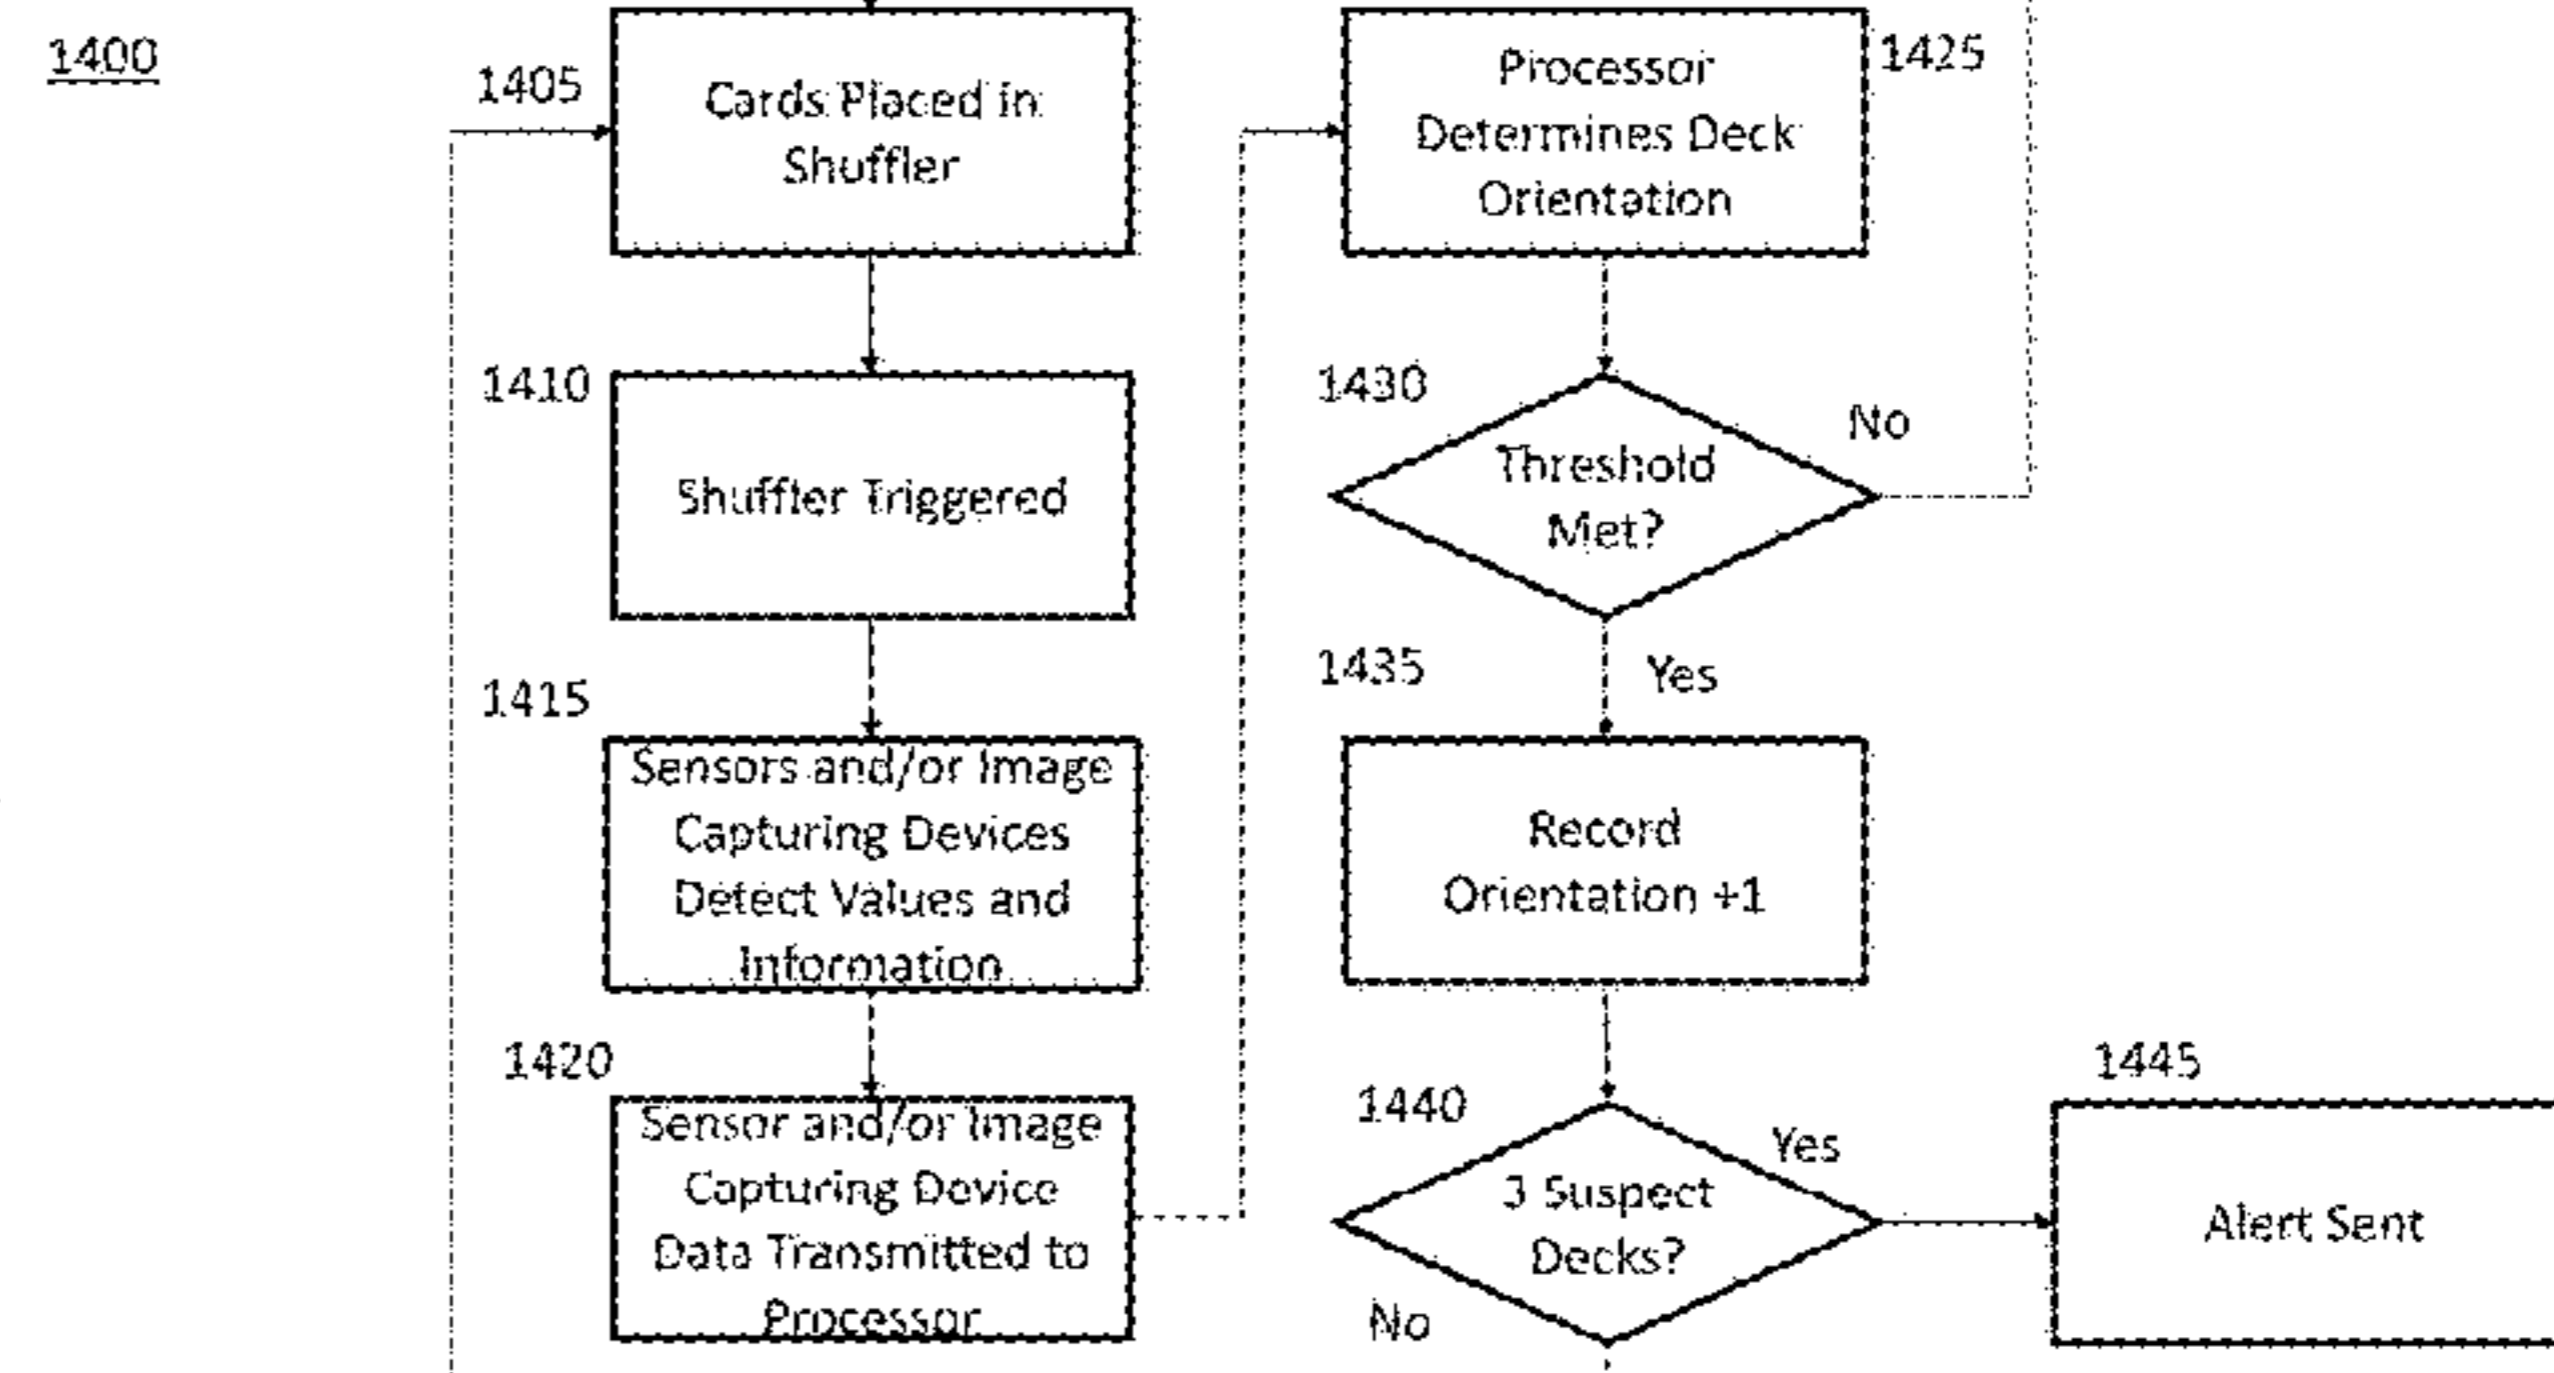 1400
1405
Cards Placed in
Shuffler
1410
Shuffler Triggered
1415
Sensors and/or Image
Capturing Devices
Detect Values and
Information
1420
Sensor and/or Image
Capturing Device
Data Transmitted to
Processor
1425
Processor
Determines Deck
Orientation
1430
Threshold
Met?
No
Yes
1435
Record
Orientation +1
1440
3 Suspect
Decks?
Yes
No
1445
Alert Sent